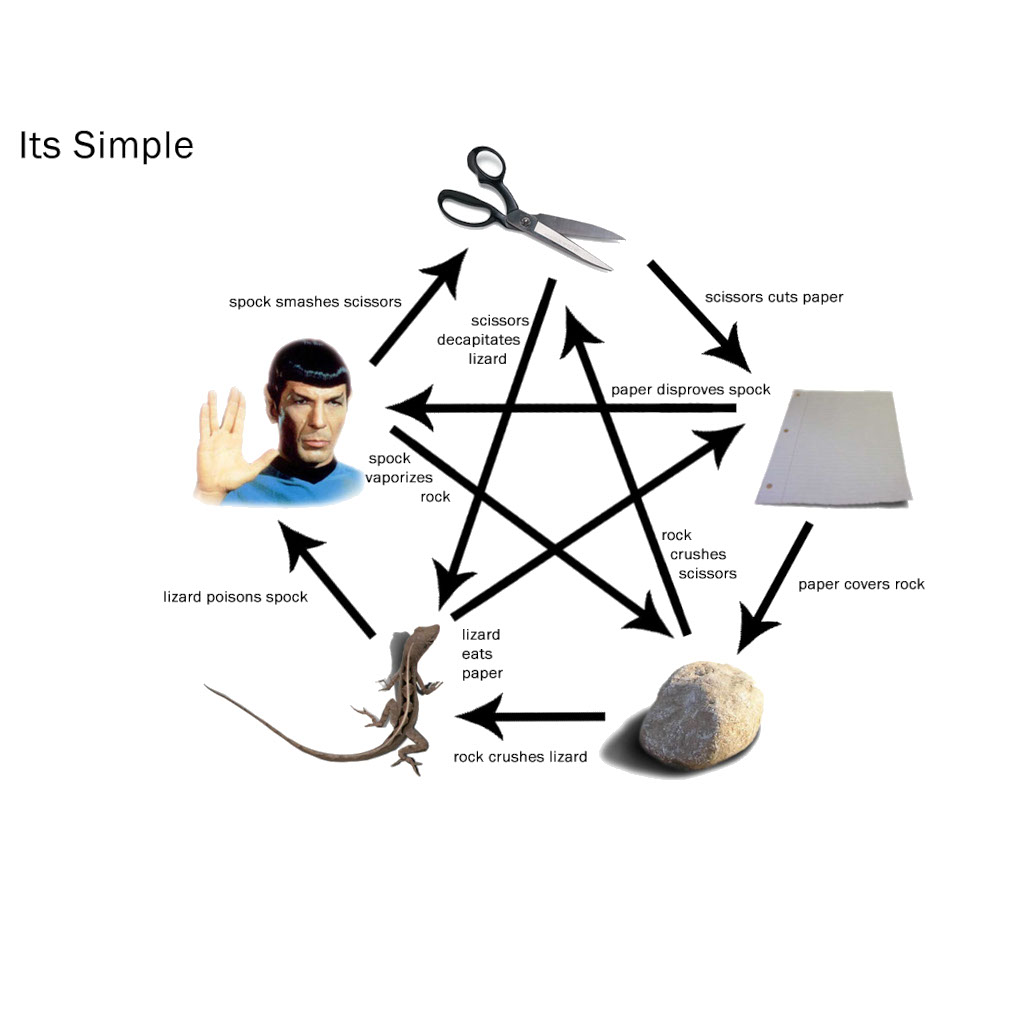 Its Simple
spock smashes scissors
scissors cuts paper
scissors
decapitates
lizard
paper disproves spock
spock
vaporizes
rock
rock
crushes
scissors
paper covers rock
lizard poisons spock
lizard
eats
paper
rock crushes lizard